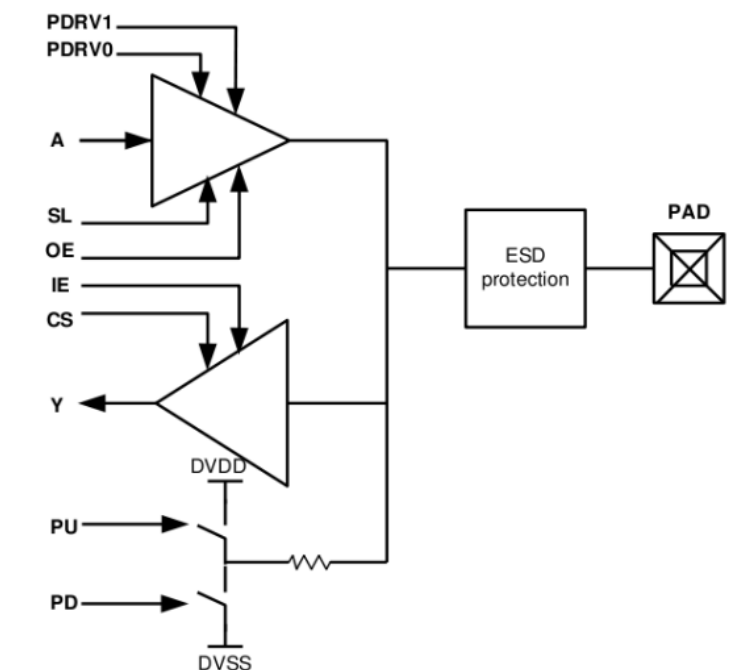 PDRV1
PDRV0
A
SL
OE
IE
CS
Y
PAD
ESD
protection
DVDD
PU
PD
DVSS